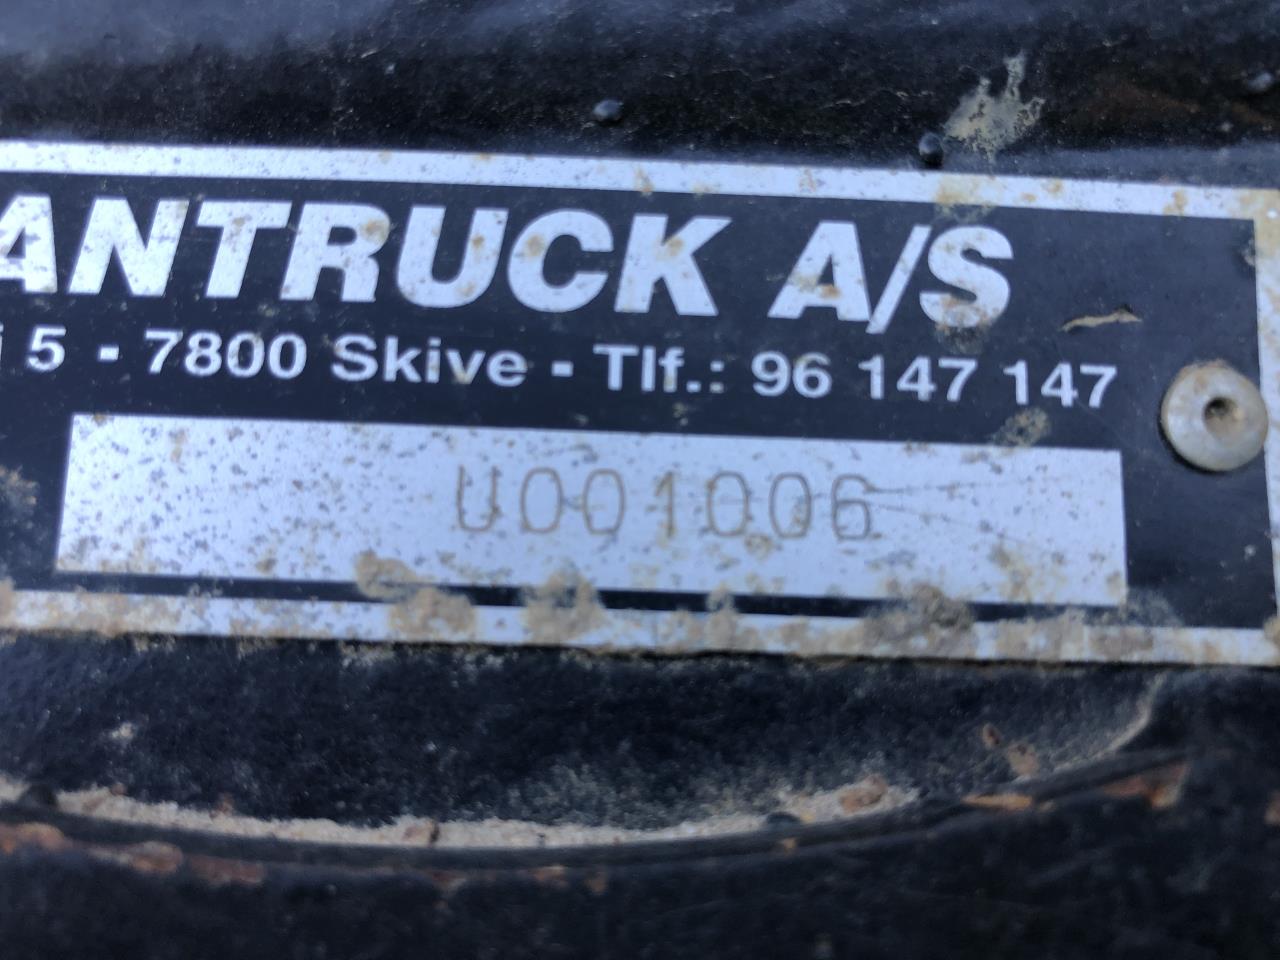 ANTRUCK A/S
i 5 - 7800 Skive - Tlf.: 96 147 147
U001006